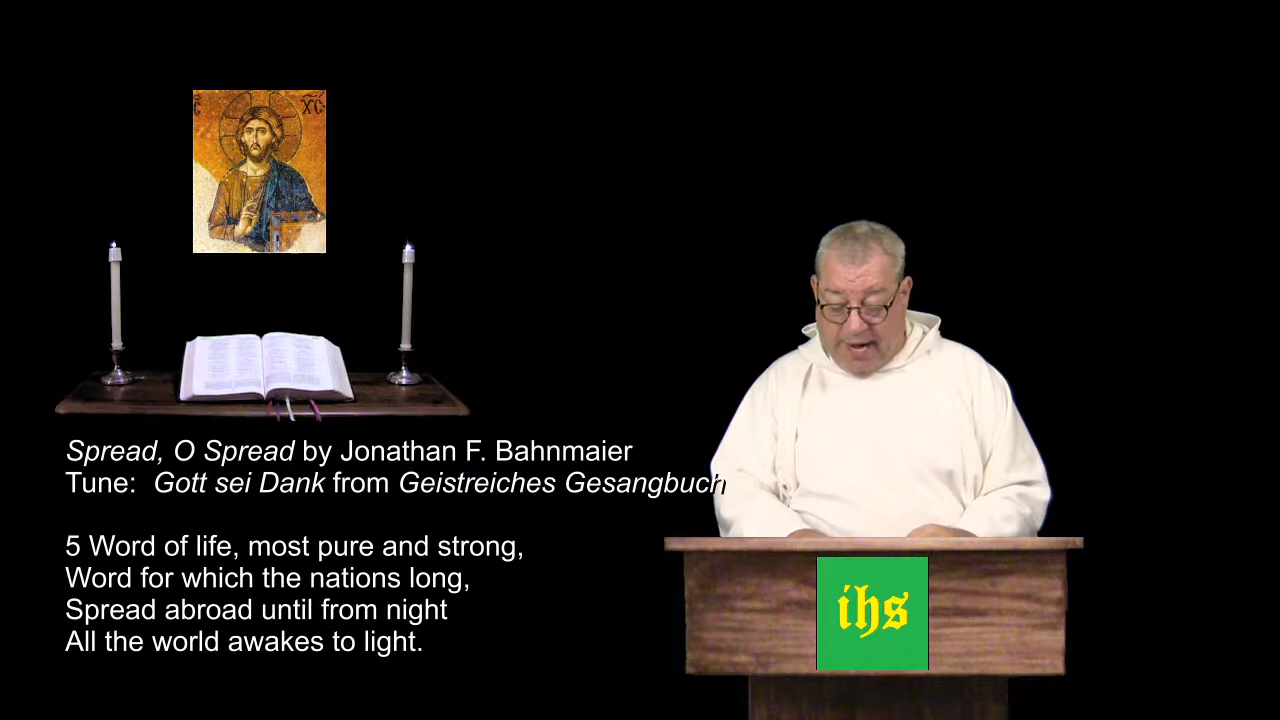 XC
Spread, O Spread by Jonathan F. Bahnmaier
Tune: Gott sei Dank from Geistreiches Gesangbuch
5 Word of life, most pure and strong,
Word for which the nations long,
Spread abroad until from night
All the world awakes to light.
ihs